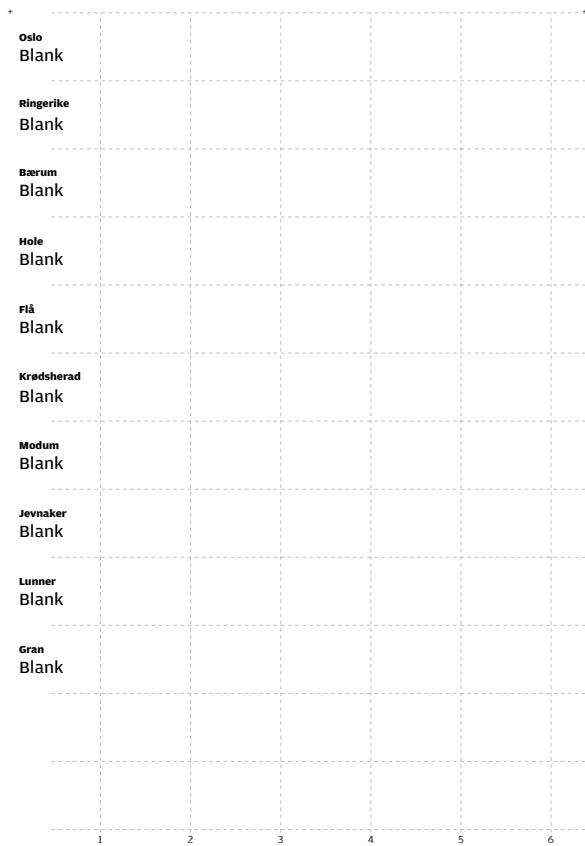 Oslo
Blank
Ringerike
Blank
Bærum
Blank
Hole
Blank
Flå
Blank
Krødsherad
Blank
Modum
Blank
Jevnaker
Blank
Lunner
Blank
Gran
Blank
1 2 3 4 5 6